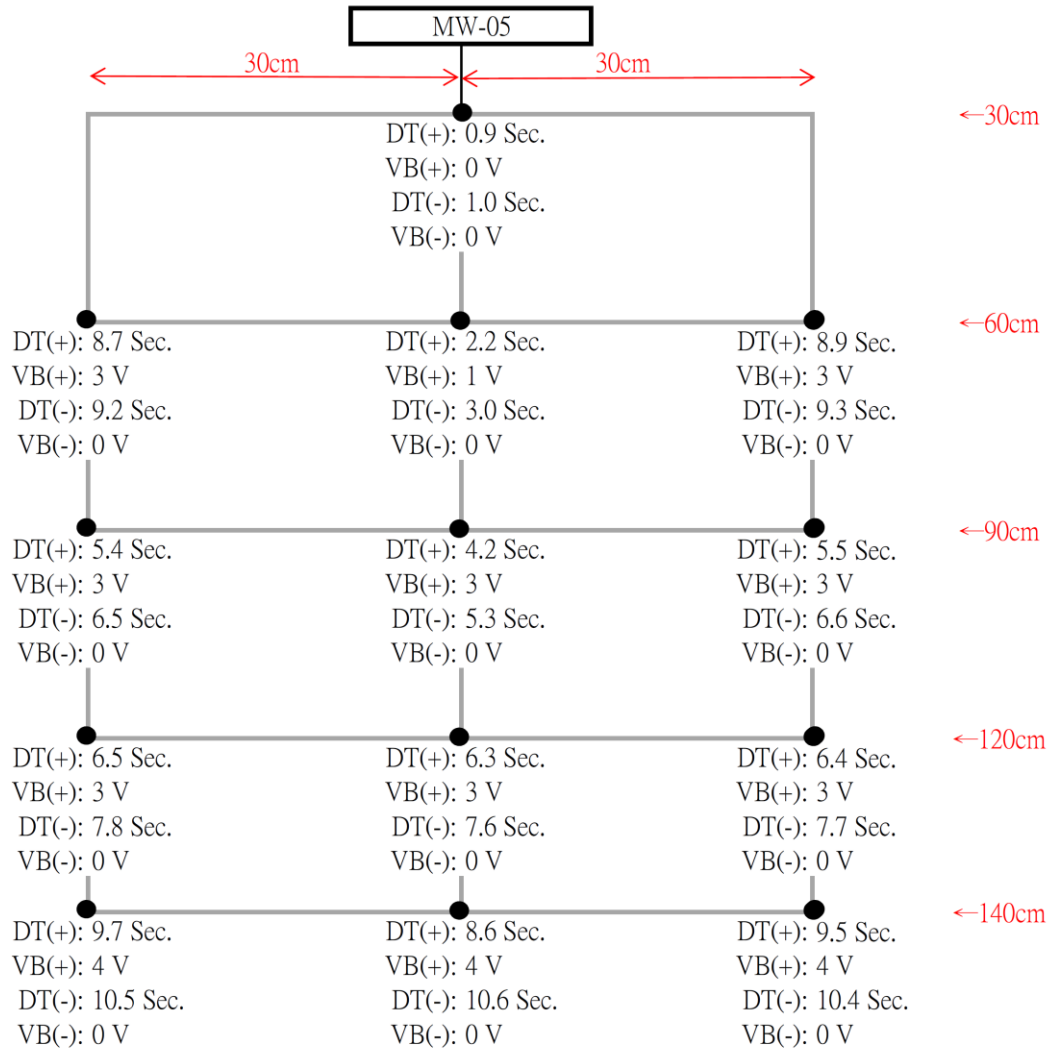 MW-05
30cm 30cm
←30cm
DT(+): 0.9 Sec.
VB(+): 0 V
DT(-): 1.0 Sec.
VB(-): 0 V
←60cm
DT(+): 8.7 Sec. DT(+): 2.2 Sec. DT(+): 8.9 Sec.
VB(+): 3 V VB(+): 1 V VB(+): 3 V
DT(-): 9.2 Sec. DT(-): 3.0 Sec. DT(-): 9.3 Sec.
VB(-): 0 V VB(-): 0 V VB(-): 0 V
←90cm
DT(+): 5.4 Sec. DT(+): 4.2 Sec. DT(+): 5.5 Sec.
VB(+): 3 V VB(+): 3 V VB(+): 3 V
DT(-): 6.5 Sec. DT(-): 5.3 Sec. DT(-): 6.6 Sec.
VB(-): 0 V VB(-): 0 V VB(-): 0 V
←120cm
DT(+): 6.5 Sec. DT(+): 6.3 Sec. DT(+): 6.4 Sec.
VB(+): 3 V VB(+): 3 V VB(+): 3 V
DT(-): 7.8 Sec. DT(-): 7.6 Sec. DT(-): 7.7 Sec.
VB(-): 0 V VB(-): 0 V VB(-): 0 V
←140cm
DT(+): 9.7 Sec. DT(+): 8.6 Sec. DT(+): 9.5 Sec.
VB(+): 4 V VB(+): 4 V VB(+): 4 V
DT(-): 10.5 Sec. DT(-): 10.6 Sec. DT(-): 10.4 Sec.
VB(-): 0 V VB(-): 0 V VB(-): 0 V